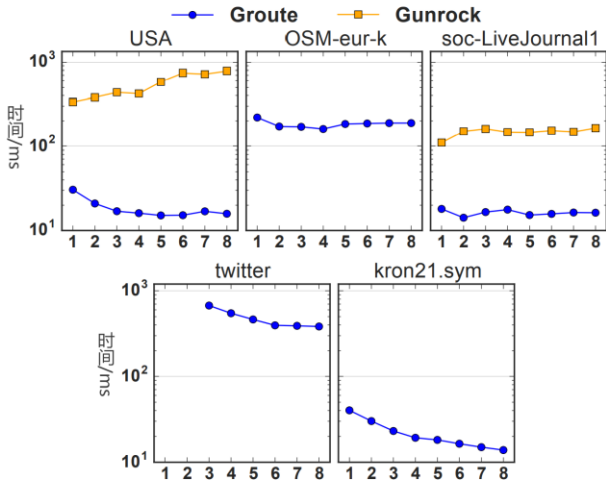 Groute Gunrock
USA OSM-eur-k soc-LiveJournal1
10³
10²
10¹
时间/ms
1 2 3 4 5 6 7 8 1 2 3 4 5 6 7 8 1 2 3 4 5 6 7 8
twitter kron21.sym
10³
10²
10¹
时间/ms
1 2 3 4 5 6 7 8 1 2 3 4 5 6 7 8